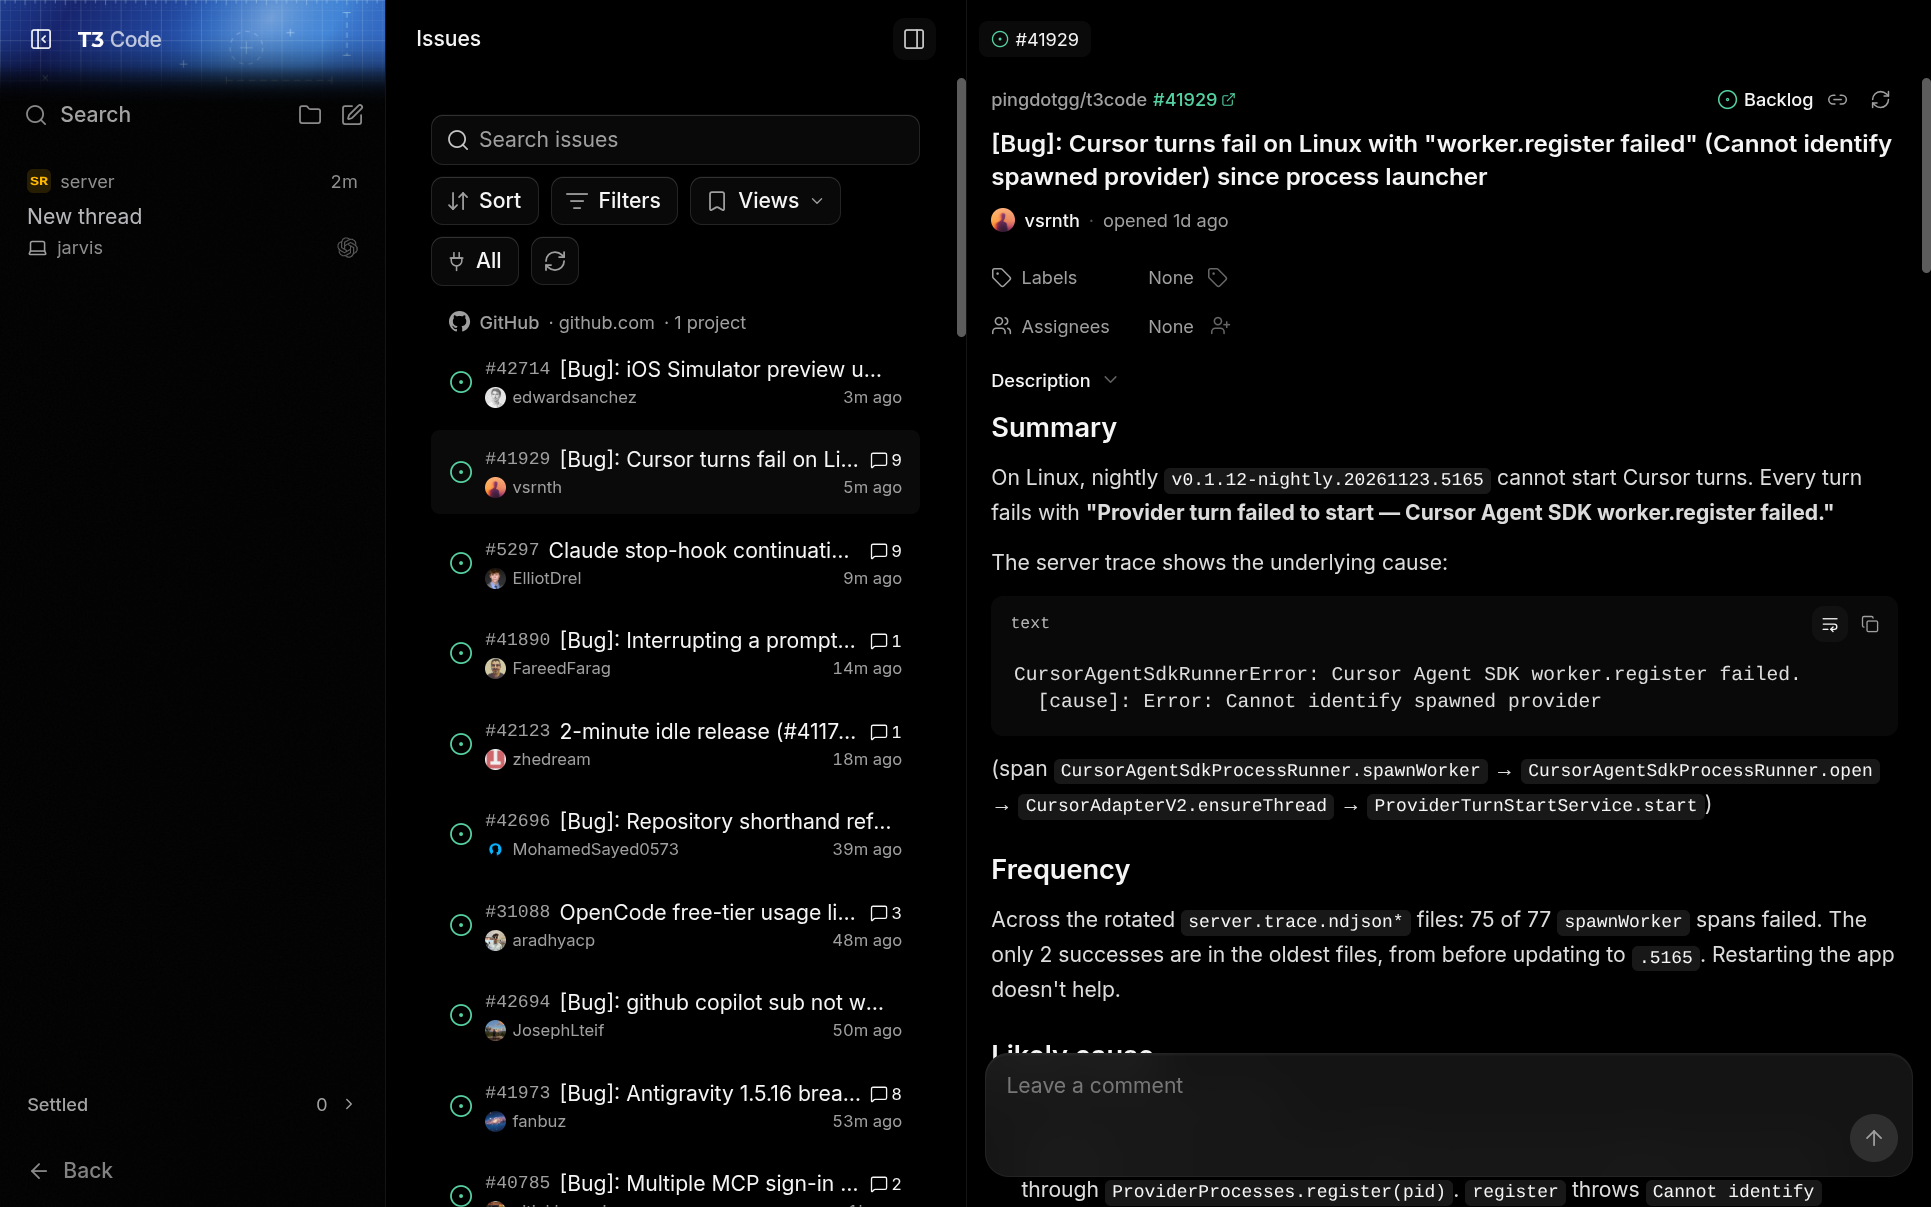 T3 Code
Search
SR server 2m
New thread
jarvis
Settled 0
Back
Issues
Search issues
Sort
Filters
Views
All
GitHub · github.com · 1 project
#42714 [Bug]: iOS Simulator preview u...
edwardsanchez 3m ago
#41929 [Bug]: Cursor turns fail on Li... 9
vsrnth 5m ago
#5297 Claude stop-hook continuati... 9
ElliotDrel 9m ago
#41890 [Bug]: Interrupting a prompt... 1
FareedFarag 14m ago
#42123 2-minute idle release (#4117... 1
zhedream 18m ago
#42696 [Bug]: Repository shorthand ref...
MohamedSayed0573 39m ago
#31088 OpenCode free-tier usage li... 3
aradhyacp 48m ago
#42694 [Bug]: github copilot sub not w...
JosephLteif 50m ago
#41973 [Bug]: Antigravity 1.5.16 brea... 8
fanbuz 53m ago
#40785 [Bug]: Multiple MCP sign-in ... 2
#41929
pingdotgg/t3code #41929
Backlog
[Bug]: Cursor turns fail on Linux with "worker.register failed" (Cannot identify
spawned provider) since process launcher
vsrnth · opened 1d ago
Labels None
Assignees None
Description
Summary
On Linux, nightly v0.1.12-nightly.20261123.5165 cannot start Cursor turns. Every turn
fails with "Provider turn failed to start — Cursor Agent SDK worker.register failed."
The server trace shows the underlying cause:
text
CursorAgentSdkRunnerError: Cursor Agent SDK worker.register failed.
[cause]: Error: Cannot identify spawned provider
(span CursorAgentSdkProcessRunner.spawnWorker → CursorAgentSdkProcessRunner.open
→ CursorAdapterV2.ensureThread → ProviderTurnStartService.start)
Frequency
Across the rotated server.trace.ndjson* files: 75 of 77 spawnWorker spans failed. The
only 2 successes are in the oldest files, from before updating to .5165. Restarting the app
doesn't help.
Likely cause
Leave a comment
through ProviderProcesses.register(pid). register throws Cannot identify